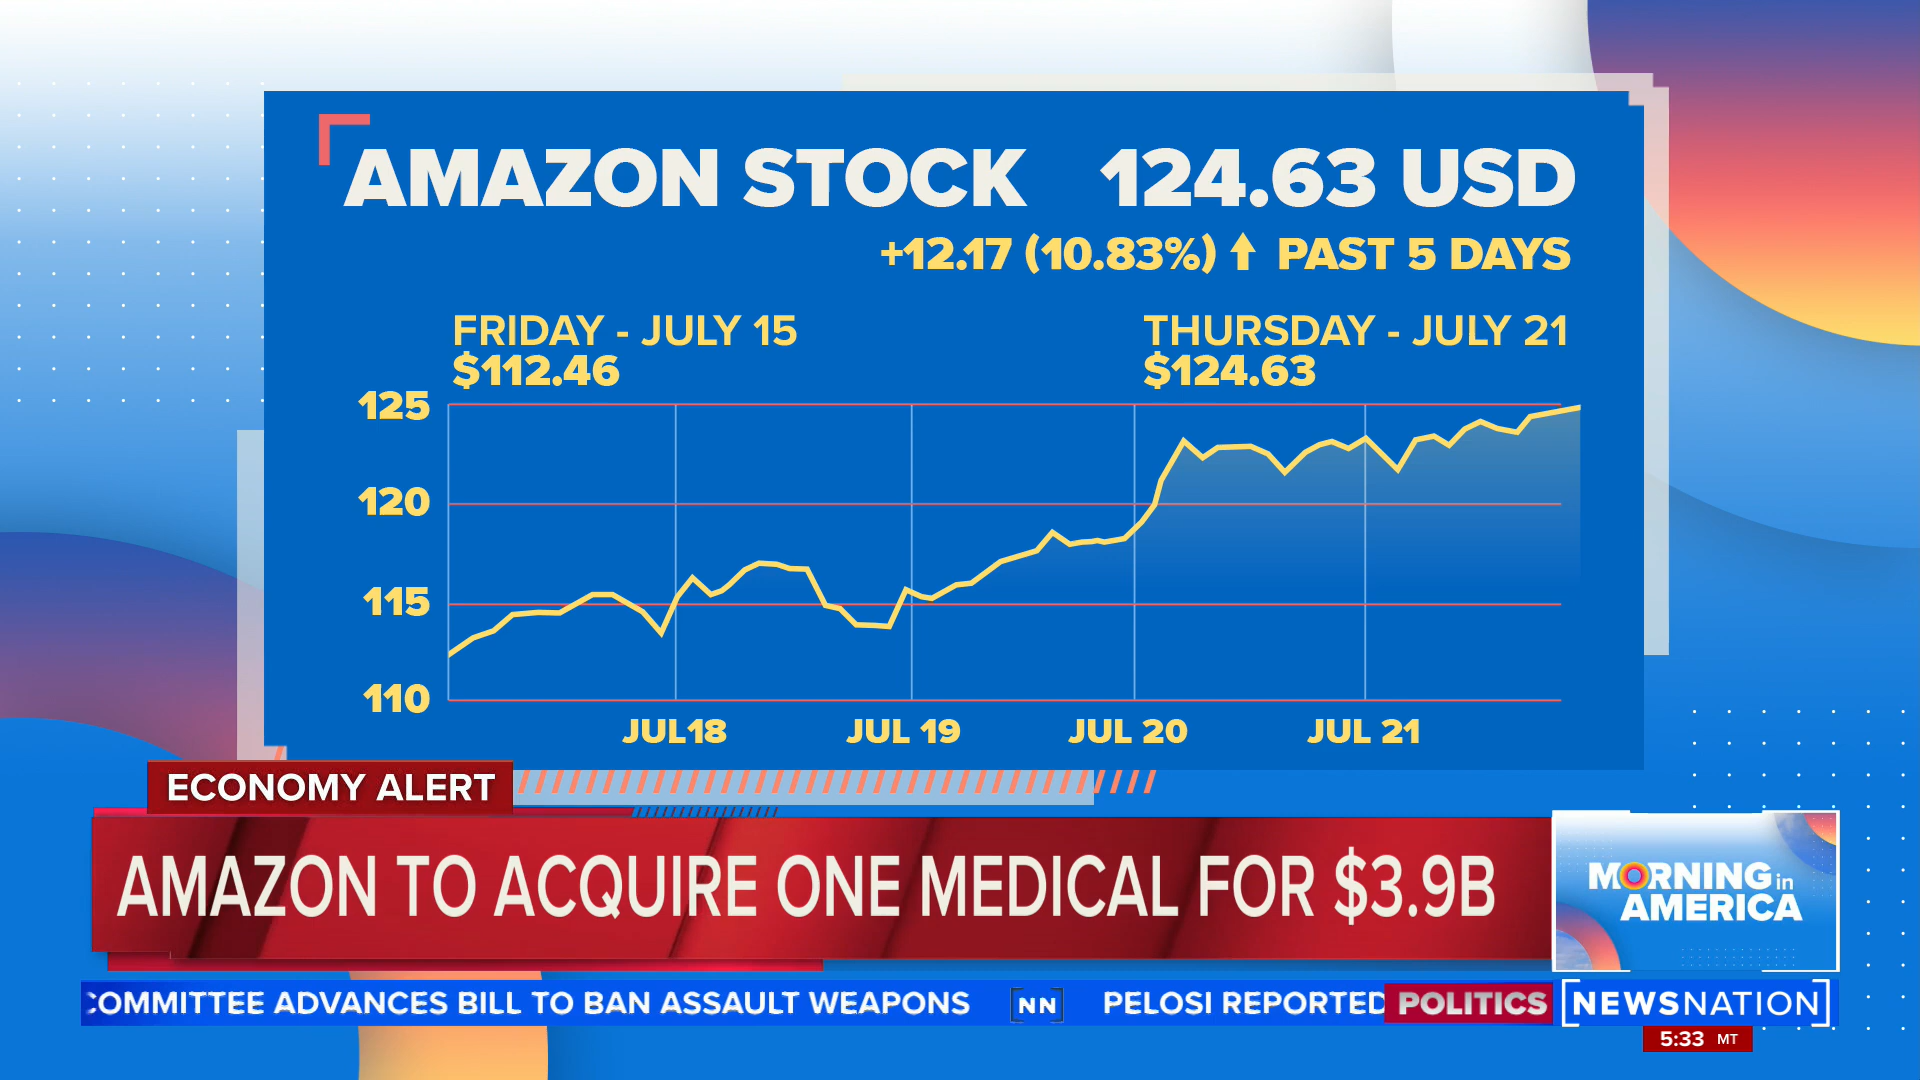 AMAZON STOCK 124.63 USD
+12.17 (10.83%) ↑ PAST 5 DAYS
FRIDAY - JULY 15
$112.46
THURSDAY - JULY 21
$124.63
125
120
115
110
JUL18 JUL 19 JUL 20 JUL 21
ECONOMY ALERT
AMAZON TO ACQUIRE ONE MEDICAL FOR $3.9B
MORNING in
AMERICA
COMMITTEE ADVANCES BILL TO BAN ASSAULT WEAPONS [NN] PELOSI REPORTED POLITICS [NEWSNATION]
5:33 MT